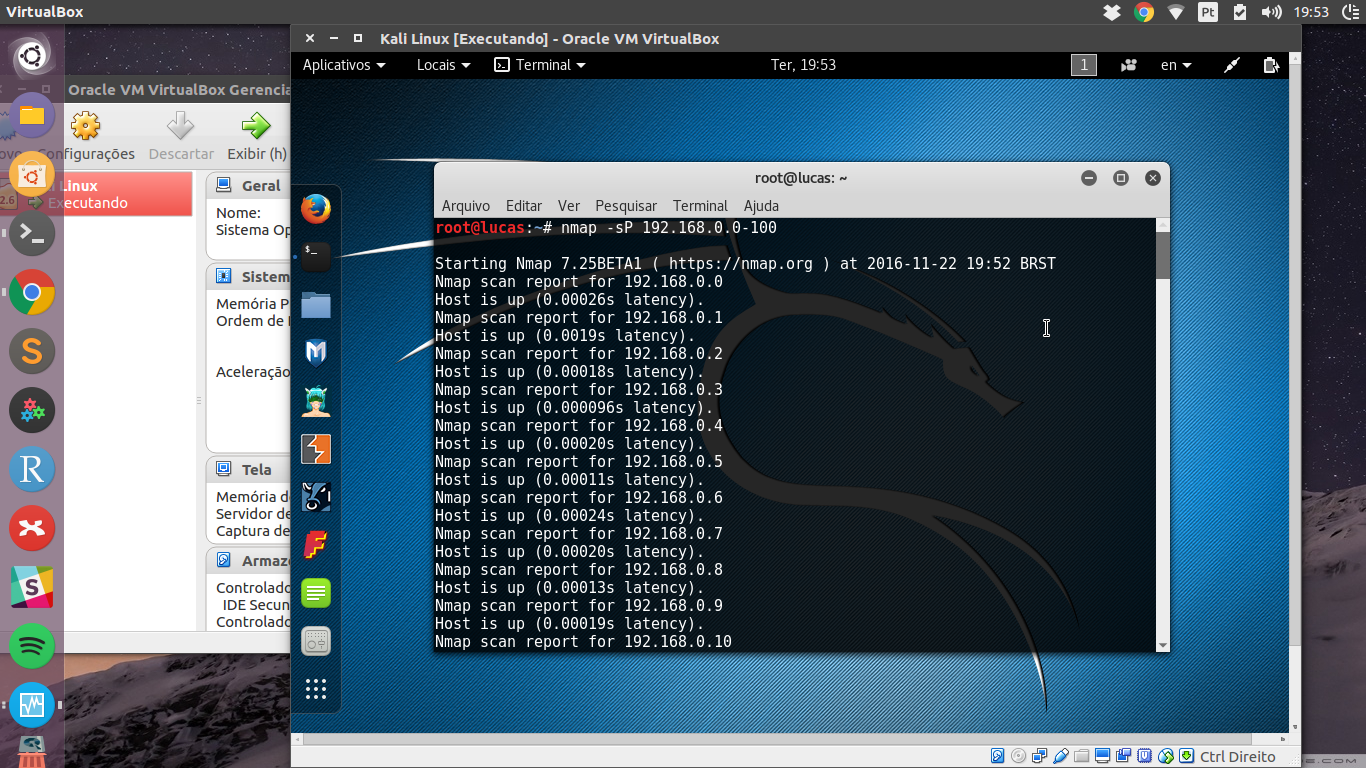 VirtualBox
Pt
19:53
Kali Linux [Executando] - Oracle VM VirtualBox
Aplicativos
Locais
Terminal
Ter, 19:53
1
en
Oracle VM VirtualBox Gerencia
onfigurações
Descartar
Exibir (h)
Linux
Executando
Geral
Nome:
Sistema Op
Sistem
Memória P
Ordem de
Aceleração
Tela
Memória d
Servidor de
Captura de
Armaz
Controlado
IDE Secun
Controlado
root@lucas: ~
Arquivo Editar Ver Pesquisar Terminal Ajuda
root@lucas:~# nmap -sP 192.168.0.0-100
Starting Nmap 7.25BETA1 ( https://nmap.org ) at 2016-11-22 19:52 BRST
Nmap scan report for 192.168.0.0
Host is up (0.00026s latency).
Nmap scan report for 192.168.0.1
Host is up (0.0019s latency).
Nmap scan report for 192.168.0.2
Host is up (0.00018s latency).
Nmap scan report for 192.168.0.3
Host is up (0.000096s latency).
Nmap scan report for 192.168.0.4
Host is up (0.00020s latency).
Nmap scan report for 192.168.0.5
Host is up (0.00011s latency).
Nmap scan report for 192.168.0.6
Host is up (0.00024s latency).
Nmap scan report for 192.168.0.7
Host is up (0.00020s latency).
Nmap scan report for 192.168.0.8
Host is up (0.00013s latency).
Nmap scan report for 192.168.0.9
Host is up (0.00019s latency).
Nmap scan report for 192.168.0.10
Ctrl Direito